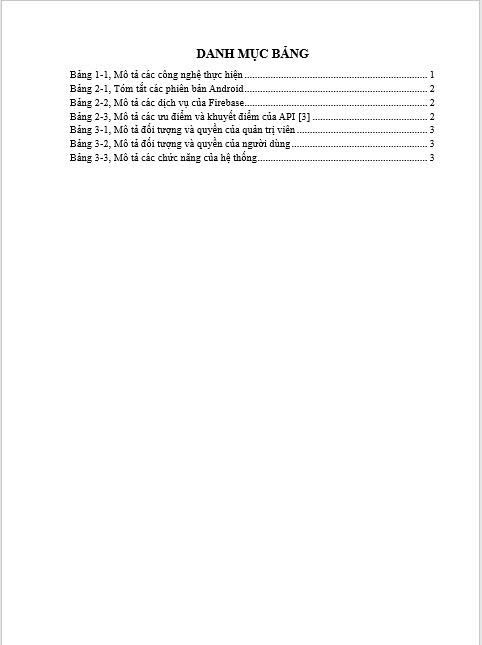 DANH MỤC BẢNG
Bảng 1-1, Mô tả các công nghệ thực hiện ........ 1
Bảng 2-1, Tóm tắt các phiên bản Android ........ 2
Bảng 2-2, Mô tả các dịch vụ của Firebase ........ 2
Bảng 2-3, Mô tả các ưu điểm và khuyết điểm của API [3] ........ 2
Bảng 3-1, Mô tả đối tượng và quyền của quản trị viên ........ 3
Bảng 3-2, Mô tả đối tượng và quyền của người dùng ........ 3
Bảng 3-3, Mô tả các chức năng của hệ thống ........ 3